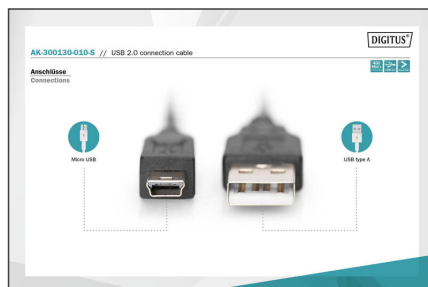 DIGITUS®
AK-300130-010-S // USB 2.0 connection cable
Anschlüsse
Connections
Micro USB
USB type A